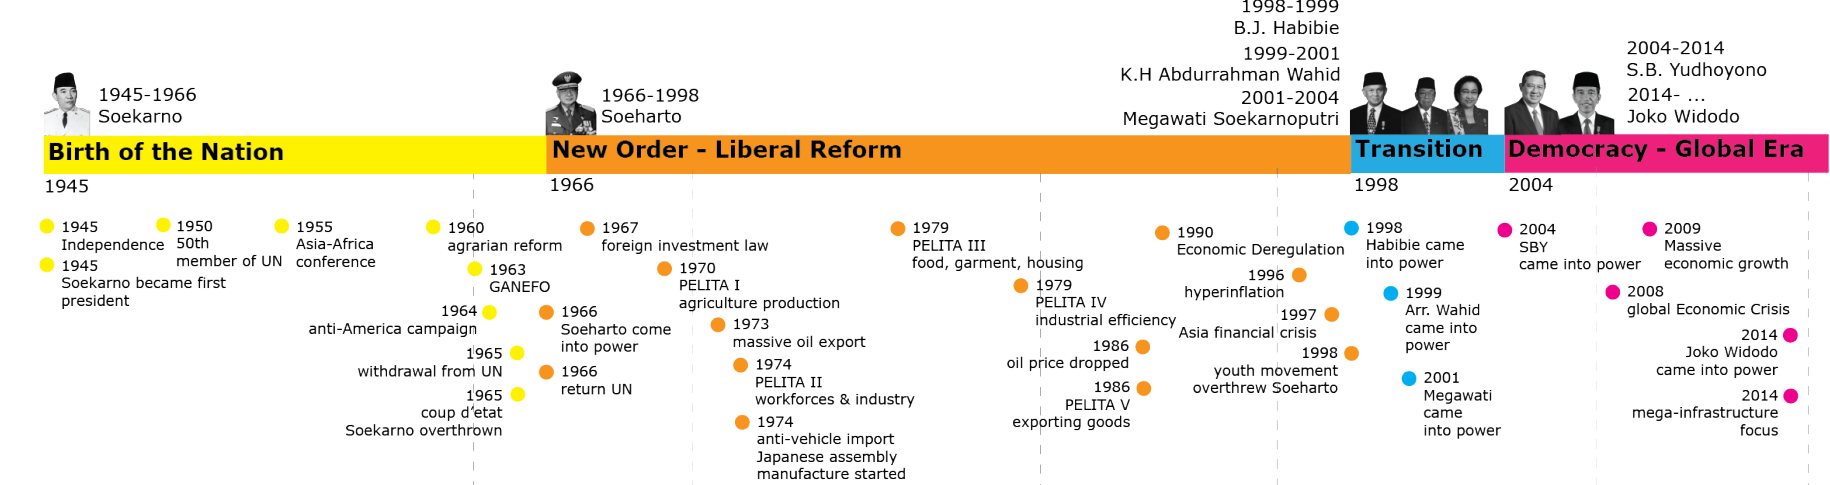 1998-1999
B.J. Habibie
1999-2001
K.H Abdurrahman Wahid
2001-2004
Megawati Soekarnoputri
2004-2014
S.B. Yudhoyono
2014- ...
Joko Widodo
1945-1966
Soekarno
1966-1998
Soeharto
Birth of the Nation
New Order - Liberal Reform
Transition
Democracy - Global Era
1945
1966
1998
2004
1945
Independence
1945
Soekarno became first
president
1950
50th
member of UN
1955
Asia-Africa
conference
1960
agrarian reform
1963
GANEFO
1964
anti-America campaign
1965
withdrawal from UN
1965
coup d'etat
Soekarno overthrown
1967
foreign investment law
1966
Soeharto come
into power
1966
return UN
1970
PELITA I
agriculture production
1973
massive oil export
1974
PELITA II
workforces & industry
1974
anti-vehicle import
Japanese assembly
manufacture started
1979
PELITA III
food, garment, housing
1979
PELITA IV
industrial efficiency
1986
oil price dropped
1986
PELITA V
exporting goods
1990
Economic Deregulation
1996
hyperinflation
1997
Asia financial crisis
1998
youth movement
overthrew Soeharto
1998
Habibie came
into power
1999
Arr. Wahid
came into
power
2001
Megawati
came
into power
2004
SBY
came into power
2009
Massive
economic growth
2008
global Economic Crisis
2014
Joko Widodo
came into power
2014
mega-infrastructure
focus